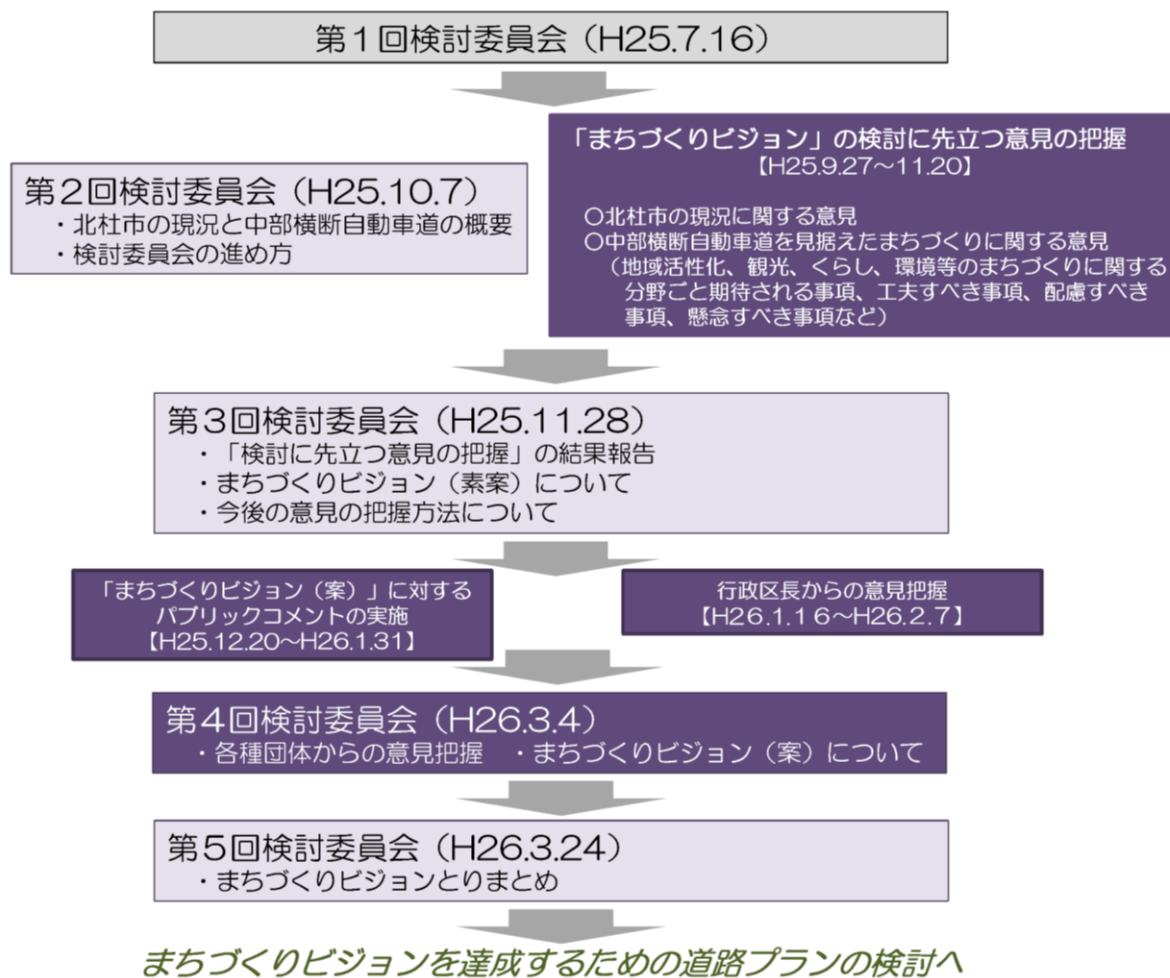 第1回検討委員会（H25.7.16）
第2回検討委員会（H25.10.7）
・北杜市の現況と中部横断自動車道の概要
・検討委員会の進め方
「まちづくりビジョン」の検討に先立つ意見の把握
【H25.9.27～11.20】
○北杜市の現況に関する意見
○中部横断自動車道を見据えたまちづくりに関する意見
（地域活性化、観光、くらし、環境等のまちづくりに関する
分野ごと期待される事項、工夫すべき事項、配慮すべき
事項、懸念すべき事項など）
第3回検討委員会（H25.11.28）
・「検討に先立つ意見の把握」の結果報告
・まちづくりビジョン（素案）について
・今後の意見の把握方法について
「まちづくりビジョン（案）」に対する
パブリックコメントの実施
【H25.12.20～H26.1.31】
行政区長からの意見把握
【H26.1.16～H26.2.7】
第4回検討委員会（H26.3.4）
・各種団体からの意見把握　・まちづくりビジョン（案）について
第5回検討委員会（H26.3.24）
・まちづくりビジョンとりまとめ
まちづくりビジョンを達成するための道路プランの検討へ